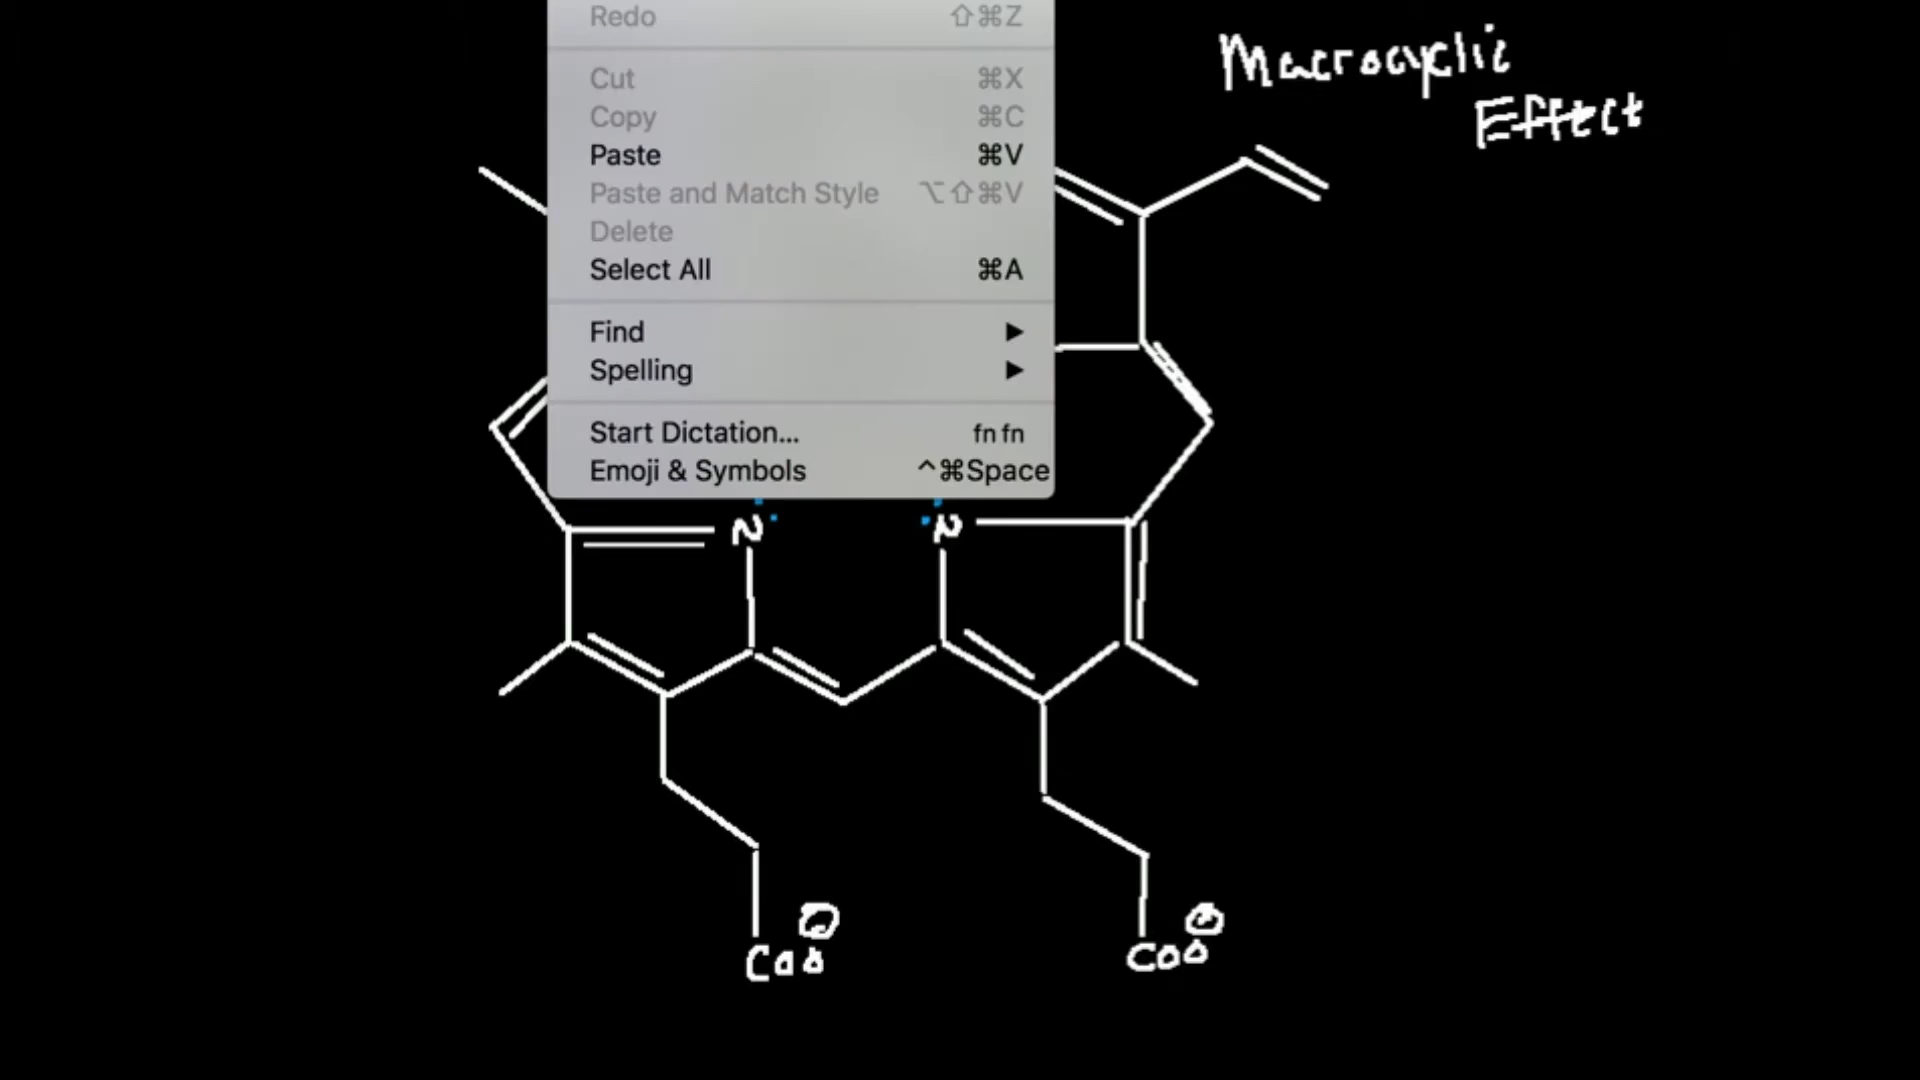 Redo ⇧⌘Z
Cut ⌘X
Copy ⌘C
Paste ⌘V
Paste and Match Style ⌥⇧⌘V
Delete
Select All ⌘A
Find ▶
Spelling ▶
Start Dictation... fn fn
Emoji & Symbols ^⌘Space
Macrocyclic
Effect
N N
COO⊖ COO⊖